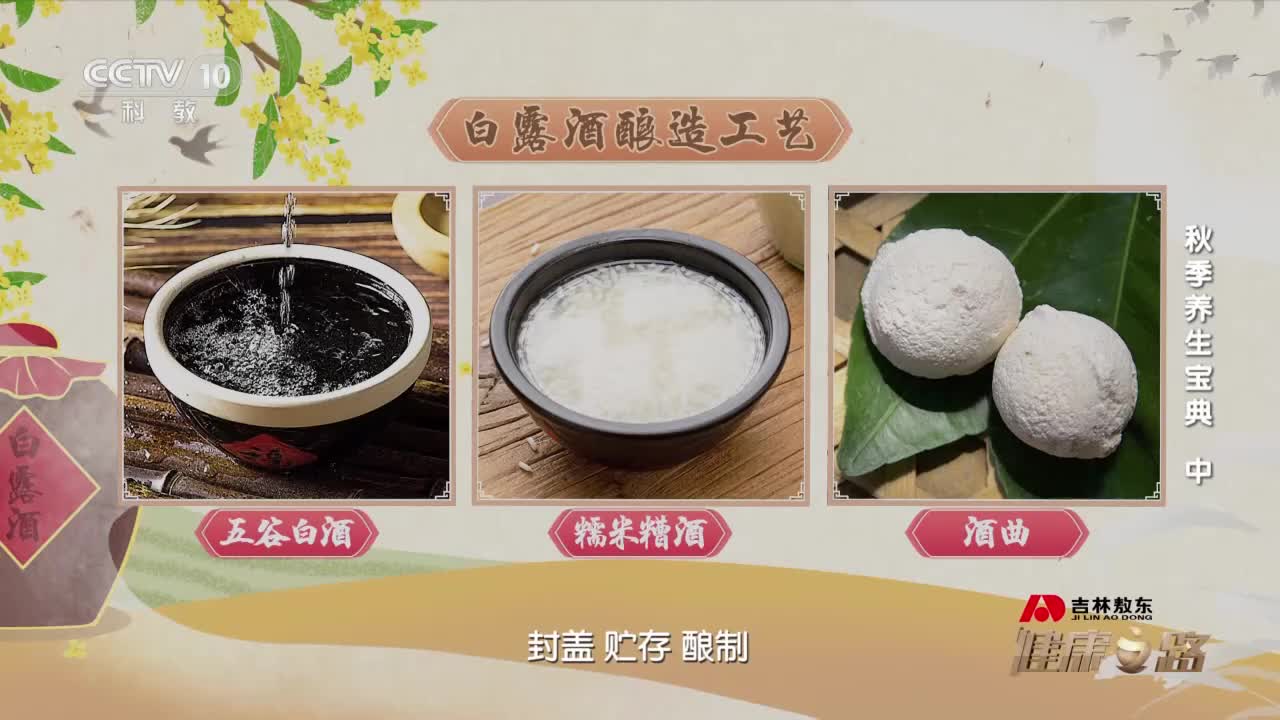 CCTV 10
科 教
白露酒酿造工艺
五谷白酒
糯米糟酒
酒曲
秋季养生宝典 中
白露酒
封盖 贮存 酿制
吉林敖东
JI LIN AO DONG
健康之路